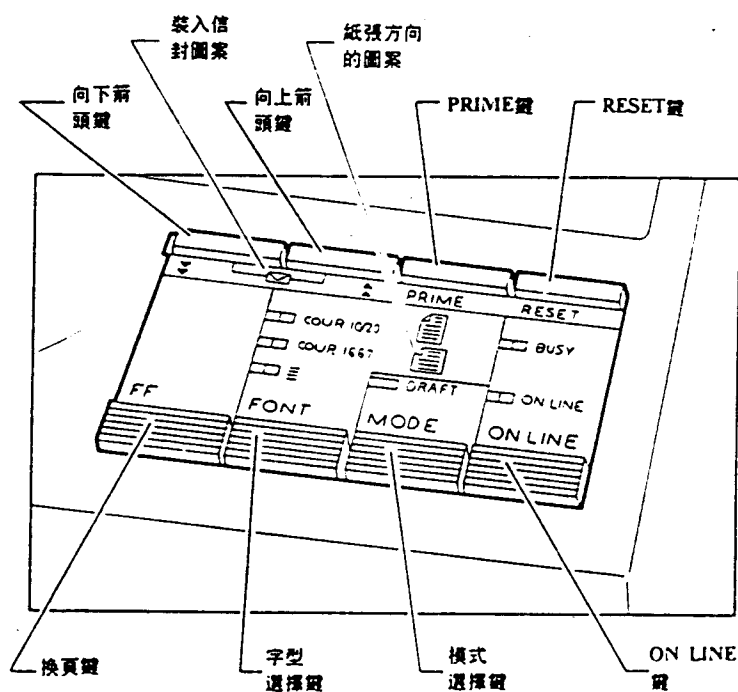 裝入信
封圖案
紙張方向
的圖案
向下箭
頭鍵
向上箭
頭鍵
PRIME鍵
RESET鍵
PRIME
RESET
COUR 10/20
BUSY
COUR 1667
DRAFT
ON LINE
FF
FONT
MODE
ON LINE
換頁鍵
字型
選擇鍵
模式
選擇鍵
ON LINE
鍵